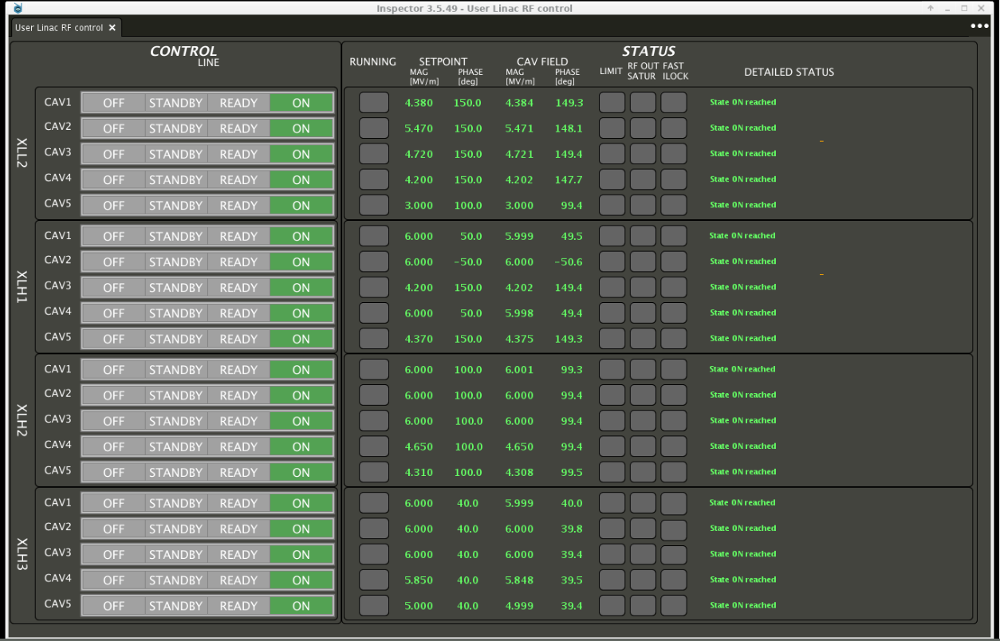 Inspector 3.5.49 - User Linac RF control
User Linac RF control
CONTROL
LINE
STATUS
RUNNING SETPOINT CAV FIELD LIMIT RF OUT SATUR FAST ILOCK DETAILED STATUS
MAG [MV/m] PHASE [deg] MAG [MV/m] PHASE [deg]
XLL2
CAV1 OFF STANDBY READY ON 4.380 150.0 4.384 149.3 State ON reached
CAV2 OFF STANDBY READY ON 5.470 150.0 5.471 148.1 State ON reached
CAV3 OFF STANDBY READY ON 4.720 150.0 4.721 149.4 State ON reached
CAV4 OFF STANDBY READY ON 4.200 150.0 4.202 147.7 State ON reached
CAV5 OFF STANDBY READY ON 3.000 100.0 3.000 99.4 State ON reached
XLH1
CAV1 OFF STANDBY READY ON 6.000 50.0 5.999 49.5 State ON reached
CAV2 OFF STANDBY READY ON 6.000 -50.0 6.000 -50.6 State ON reached
CAV3 OFF STANDBY READY ON 4.200 150.0 4.202 149.4 State ON reached
CAV4 OFF STANDBY READY ON 6.000 50.0 5.998 49.4 State ON reached
CAV5 OFF STANDBY READY ON 4.370 150.0 4.375 149.3 State ON reached
XLH2
CAV1 OFF STANDBY READY ON 6.000 100.0 6.001 99.3 State ON reached
CAV2 OFF STANDBY READY ON 6.000 100.0 6.000 99.4 State ON reached
CAV3 OFF STANDBY READY ON 6.000 100.0 6.000 99.4 State ON reached
CAV4 OFF STANDBY READY ON 4.650 100.0 4.650 99.4 State ON reached
CAV5 OFF STANDBY READY ON 4.310 100.0 4.308 99.5 State ON reached
XLH3
CAV1 OFF STANDBY READY ON 6.000 40.0 5.999 40.0 State ON reached
CAV2 OFF STANDBY READY ON 6.000 40.0 6.000 39.8 State ON reached
CAV3 OFF STANDBY READY ON 6.000 40.0 6.000 39.4 State ON reached
CAV4 OFF STANDBY READY ON 5.850 40.0 5.848 39.5 State ON reached
CAV5 OFF STANDBY READY ON 5.000 40.0 4.999 39.4 State ON reached